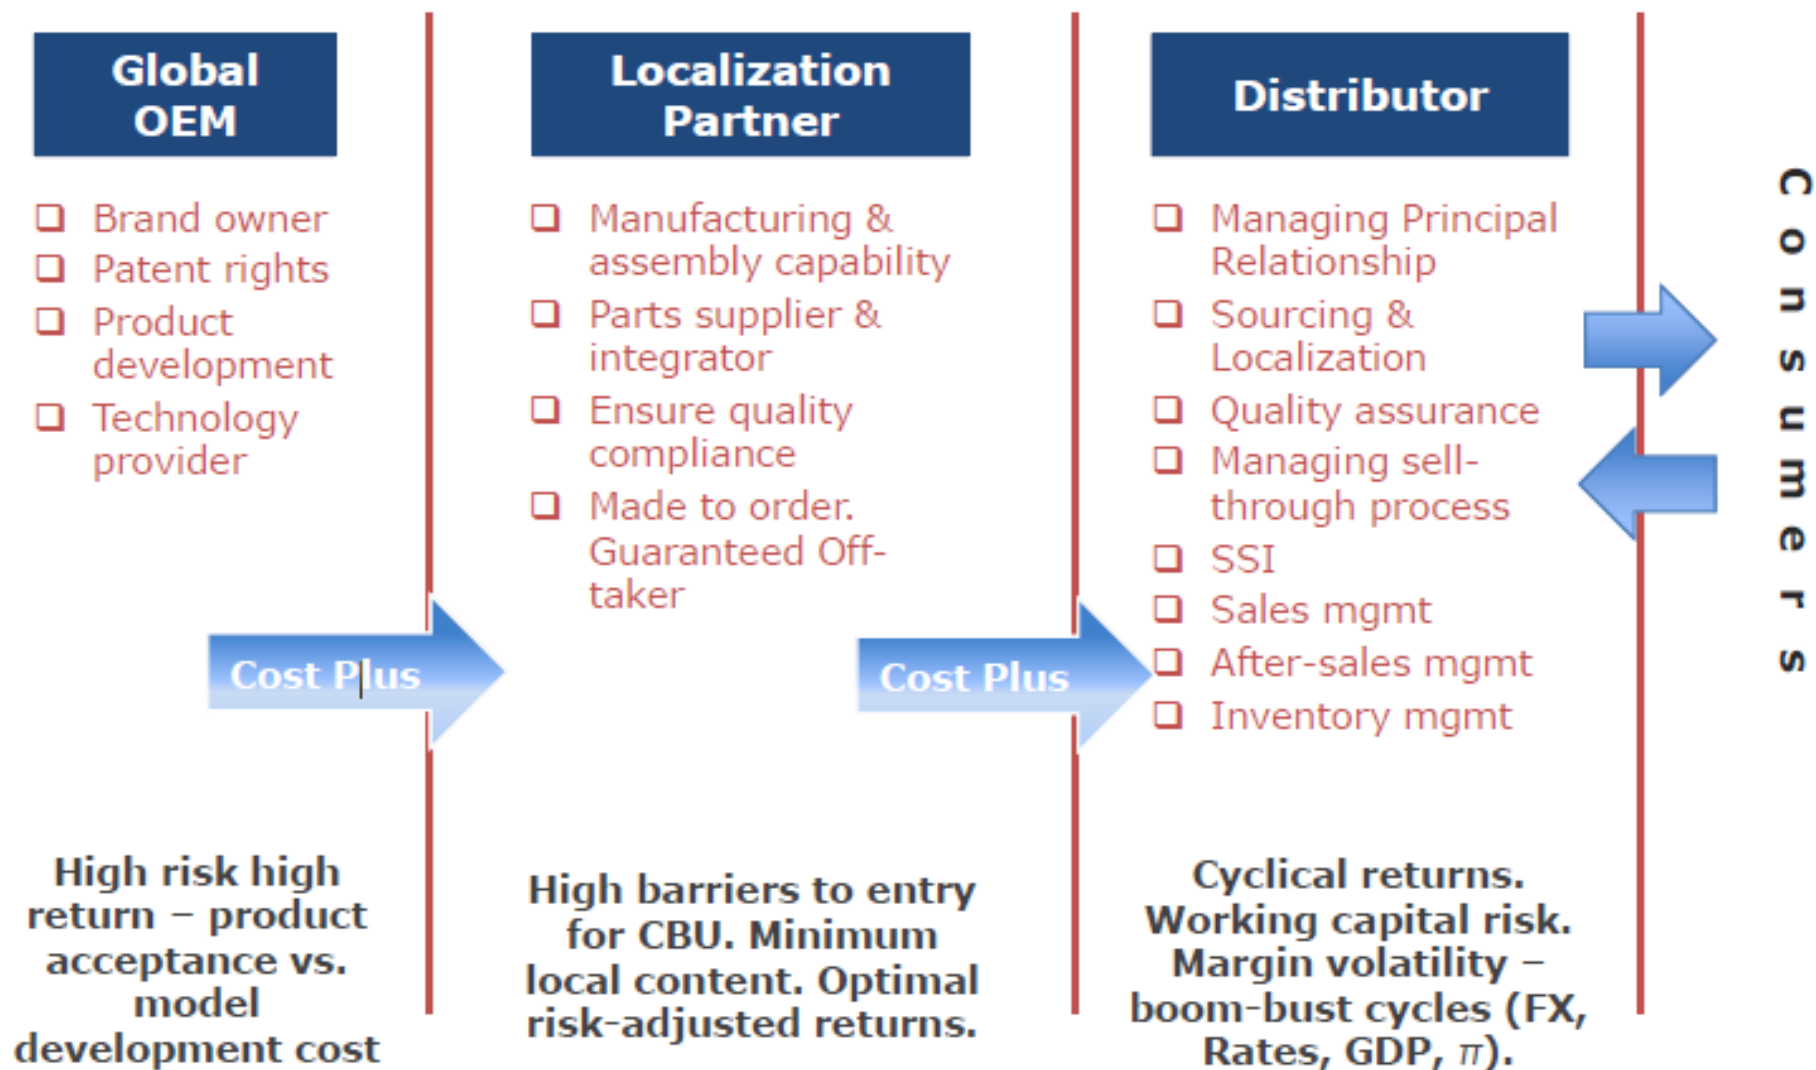 Global
OEM
Brand owner
Patent rights
Product
development
Technology
provider
Cost Plus
High risk high
return – product
acceptance vs.
model
development cost
Localization
Partner
Manufacturing &
assembly capability
Parts supplier &
integrator
Ensure quality
compliance
Made to order.
Guaranteed Off-
taker
Cost Plus
High barriers to entry
for CBU. Minimum
local content. Optimal
risk-adjusted returns.
Distributor
Managing Principal
Relationship
Sourcing &
Localization
Quality assurance
Managing sell-
through process
SSI
Sales mgmt
After-sales mgmt
Inventory mgmt
Cyclical returns.
Working capital risk.
Margin volatility –
boom-bust cycles (FX,
Rates, GDP, π).
Consumers